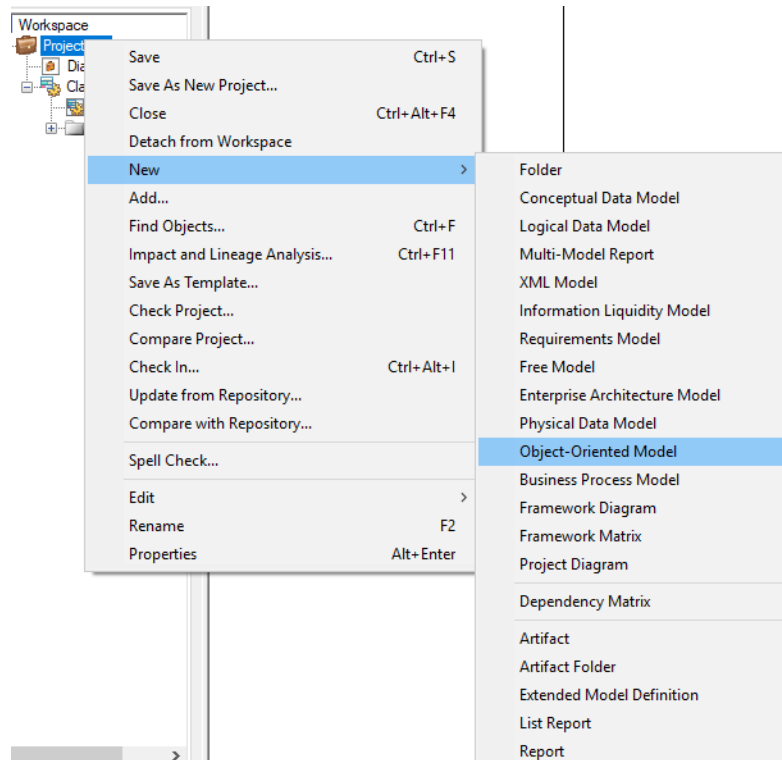 Workspace
Project
Dia
Cla
Save Ctrl+S
Save As New Project...
Close Ctrl+Alt+F4
Detach from Workspace
New >
Add...
Find Objects... Ctrl+F
Impact and Lineage Analysis... Ctrl+F11
Save As Template...
Check Project...
Compare Project...
Check In... Ctrl+Alt+I
Update from Repository...
Compare with Repository...
Spell Check...
Edit >
Rename F2
Properties Alt+Enter
Folder
Conceptual Data Model
Logical Data Model
Multi-Model Report
XML Model
Information Liquidity Model
Requirements Model
Free Model
Enterprise Architecture Model
Physical Data Model
Object-Oriented Model
Business Process Model
Framework Diagram
Framework Matrix
Project Diagram
Dependency Matrix
Artifact
Artifact Folder
Extended Model Definition
List Report
Report